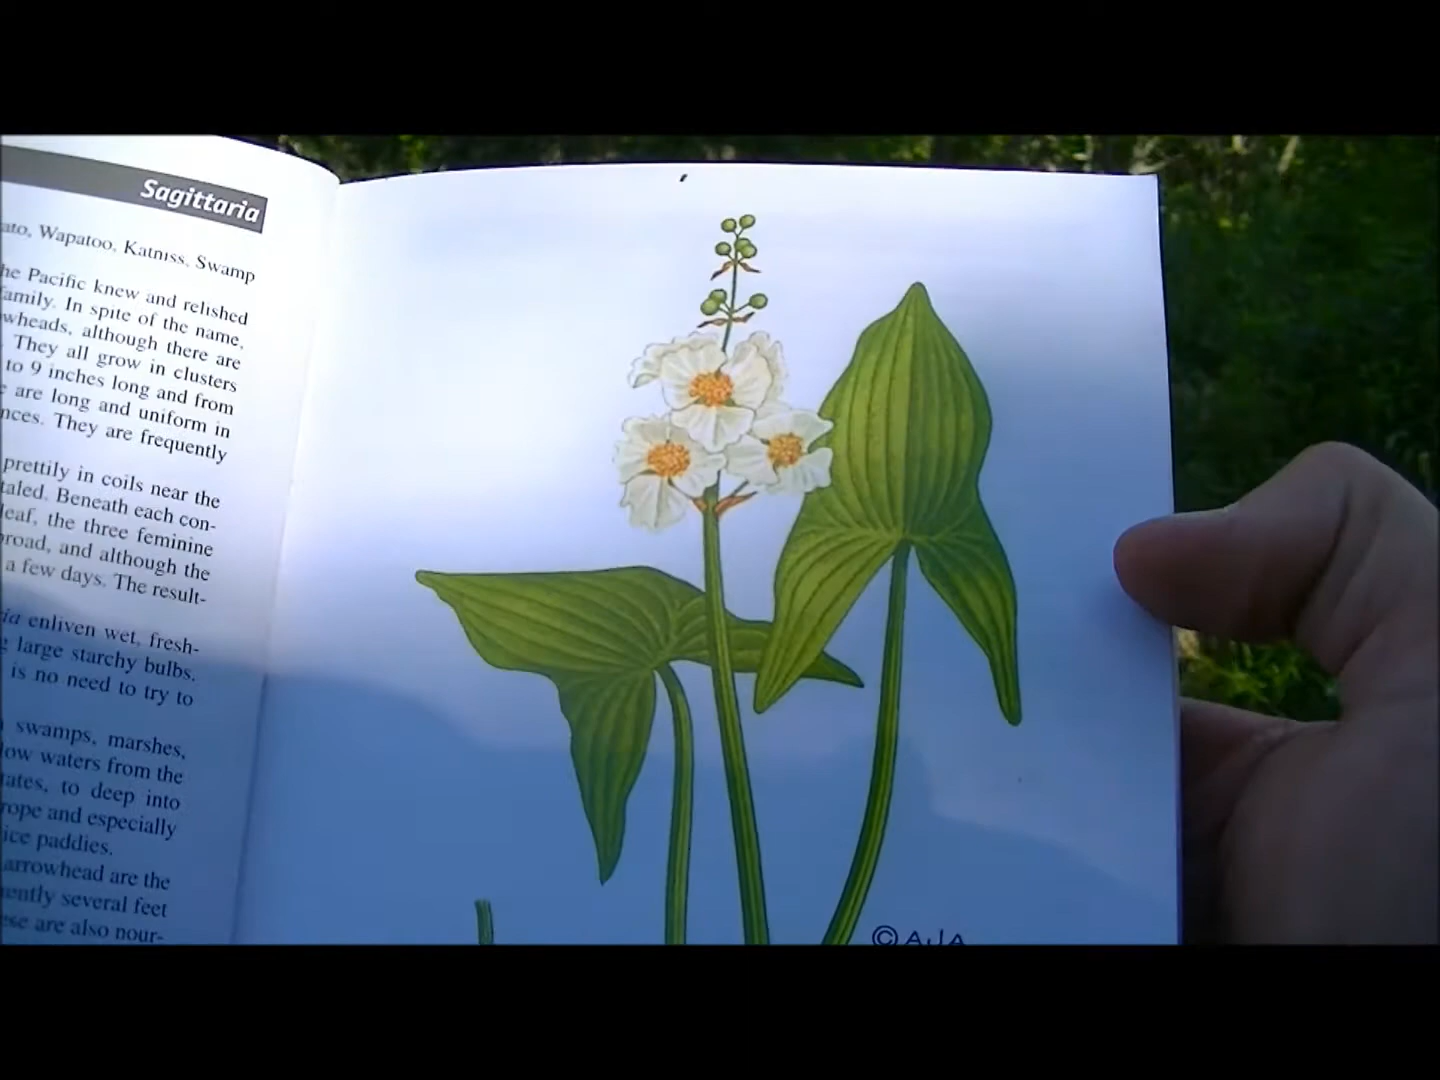 Sagittaria
ato, Wapatoo, Katniss, Swamp
he Pacific knew and relished
family. In spite of the name,
wheads, although there are
. They all grow in clusters
to 9 inches long and from
e are long and uniform in
nces. They are frequently
prettily in coils near the
taled. Beneath each con-
leaf, the three feminine
broad, and although the
a few days. The result-
ria enliven wet, fresh-
g large starchy bulbs.
is no need to try to
swamps, marshes,
low waters from the
tates, to deep into
rope and especially
ice paddies.
arrowhead are the
uently several feet
ese are also nour-
© AJA